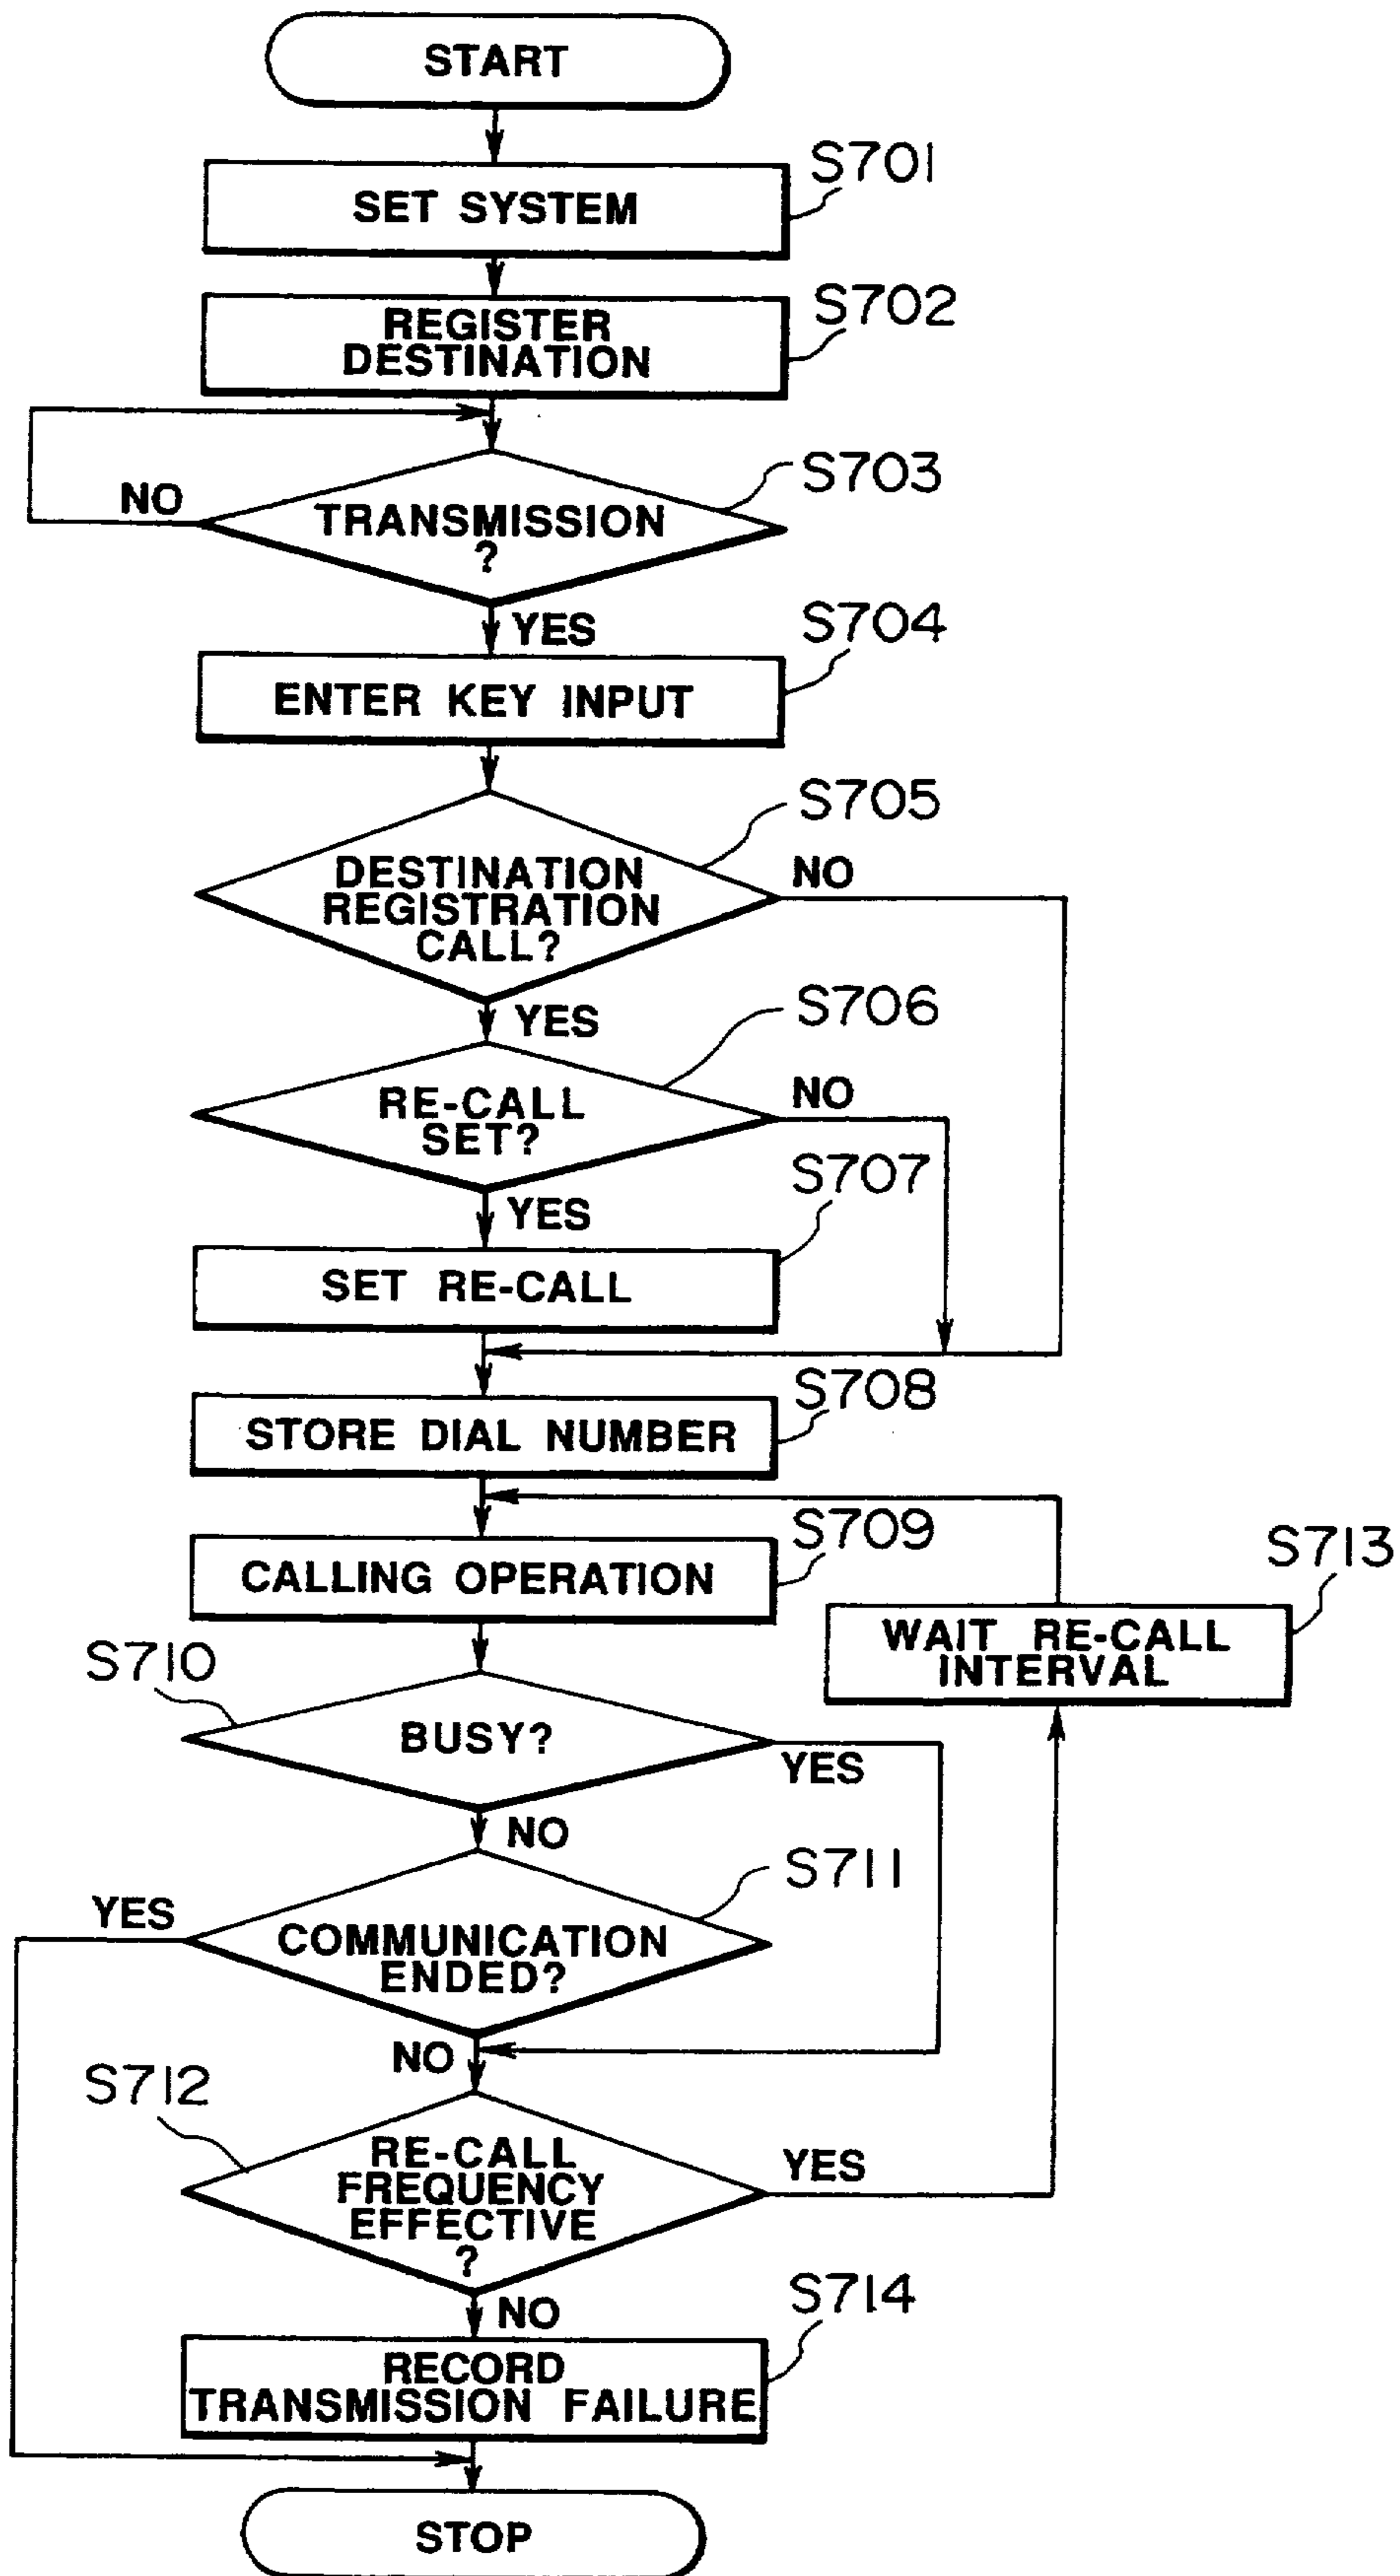 START
S701
SET SYSTEM
S702
REGISTER
DESTINATION
S703
NO
TRANSMISSION
?
YES
S704
ENTER KEY INPUT
S705
DESTINATION
REGISTRATION
CALL?
NO
YES
S706
RE-CALL
SET?
NO
YES
S707
SET RE-CALL
S708
STORE DIAL NUMBER
S709
CALLING OPERATION
S713
WAIT RE-CALL
INTERVAL
S710
BUSY?
YES
NO
S711
YES
COMMUNICATION
ENDED?
NO
S712
RE-CALL
FREQUENCY
EFFECTIVE
?
YES
NO
S714
RECORD
TRANSMISSION FAILURE
STOP